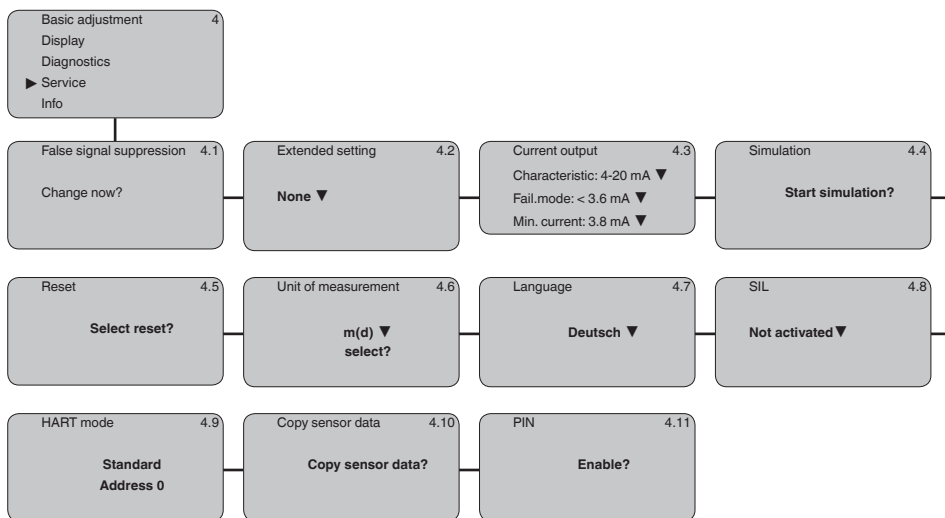 Basic adjustment 4
Display
Diagnostics
▶ Service
Info
False signal suppression 4.1
Change now?
Extended setting 4.2
None ▼
Current output 4.3
Characteristic: 4-20 mA ▼
Fail.mode: < 3.6 mA ▼
Min. current: 3.8 mA ▼
Simulation 4.4
Start simulation?
Reset 4.5
Select reset?
Unit of measurement 4.6
m(d) ▼
select?
Language 4.7
Deutsch ▼
SIL 4.8
Not activated ▼
HART mode 4.9
Standard
Address 0
Copy sensor data 4.10
Copy sensor data?
PIN 4.11
Enable?